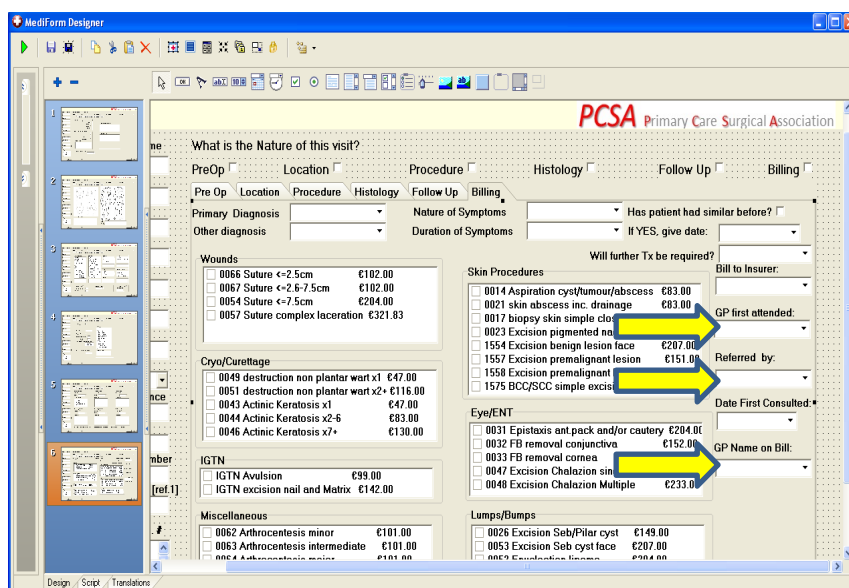 MediForm Designer
PCSA Primary Care Surgical Association
What is the Nature of this visit?
PreOp Location Procedure Histology Follow Up Billing
Pre Op Location Procedure Histology Follow Up Billing
Primary Diagnosis Nature of Symptoms Has patient had similar before?
Other diagnosis Duration of Symptoms If YES, give date:
Will further Tx be required?
Wounds
0066 Suture <=2.5cm €102.00
0067 Suture <=2.6-7.5cm €102.00
0054 Suture <=7.5cm €204.00
0057 Suture complex laceration €321.83
Cryo/Curettage
0049 destruction non plantar wart x1 €47.00
0051 destruction non plantar wart x2+ €116.00
0043 Actinic Keratosis x1 €47.00
0044 Actinic Keratosis x2-6 €83.00
0046 Actinic Keratosis x7+ €130.00
IGTN
IGTN Avulsion €99.00
IGTN excision nail and Matrix €142.00
Miscellaneous
0062 Arthrocentesis minor €101.00
0063 Arthrocentesis intermediate €101.00
Skin Procedures
0014 Aspiration cyst/tumour/abscess €83.00
0021 skin abscess inc. drainage €83.00
0017 biopsy skin simple
0023 Excision pigmented
1554 Excision benign lesion face €207.00
1557 Excision premalignant lesion €151.
1558 Excision premalignant
1575 BCC/SCC simple
Eye/ENT
0031 Epistaxis ant.pack and/or cautery €204.0
0032 FB removal conjunctiva €152.00
0033 FB removal cornea
0047 Excision Chalazion
0048 Excision Chalazion Multiple €233.
Lumps/Bumps
0026 Excision Seb/Pilar cyst €149.00
0053 Excision Seb cyst face €207.00
Bill to Insurer:
GP first attended:
Referred by:
Date First Consulted:
GP Name on Bill:
[ref.1]
1
2
3
4
5
6
Design Script Translations